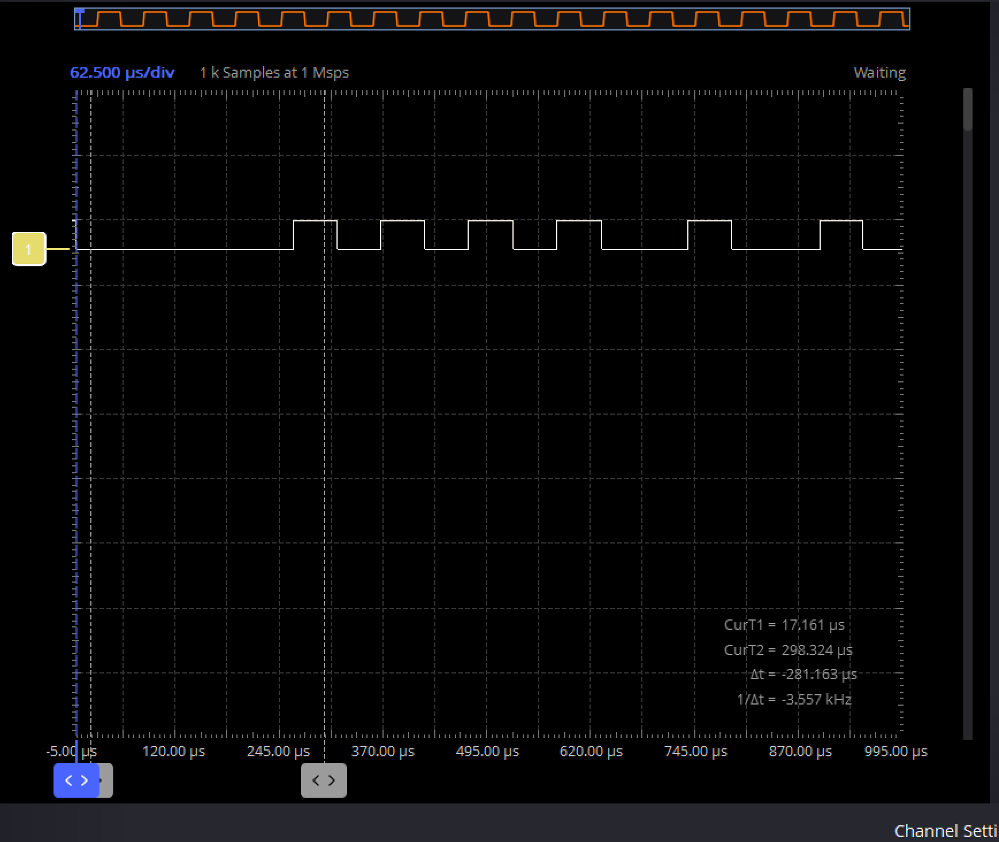 62.500 µs/div 1 k Samples at 1 Msps Waiting
1
CurT1 = 17.161 µs
CurT2 = 298.324 µs
Δt = -281.163 µs
1/Δt = -3.557 kHz
-5.00 µs 120.00 µs 245.00 µs 370.00 µs 495.00 µs 620.00 µs 745.00 µs 870.00 µs 995.00 µs
Channel Setti